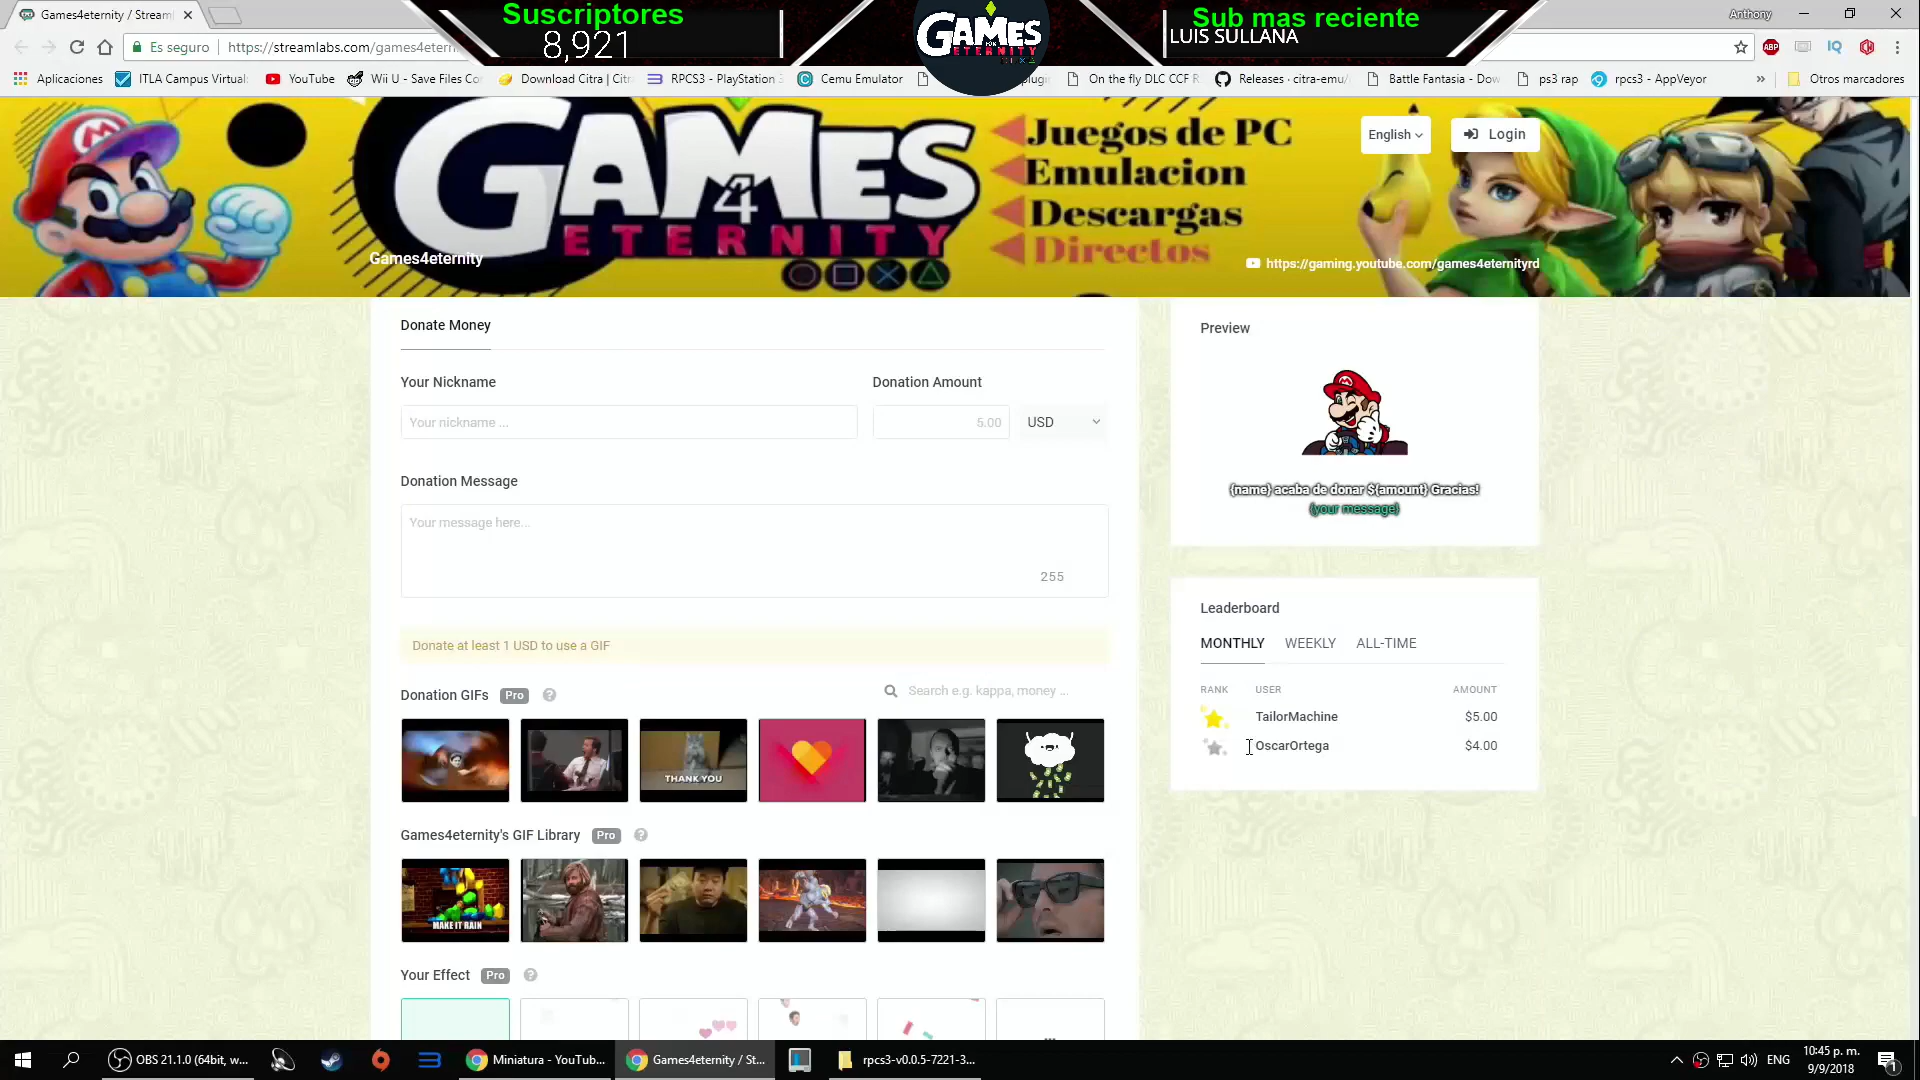 Games4eternity / Streaml
Anthony
Suscriptores
8,921
GAMES
FOR
ETERNITY
Sub mas reciente
LUIS SULLANA
Es seguro
https://streamlabs.com/games4etern
ABP
Aplicaciones
ITLA Campus Virtual
YouTube
Wii U - Save Files Co
Download Citra | Citr
RPCS3 - PlayStation
Cemu Emulator
plugi
On the fly DLC CCF R
Releases · citra-emu/
Battle Fantasia - Dow
ps3 rap
rpcs3 - AppVeyor
»
Otros marcadores
GAMES
4
ETERNITY
Juegos de PC
Emulacion
Descargas
Directos
English
Login
Games4eternity
https://gaming.youtube.com/games4eternityrd
Donate Money
Your Nickname
Donation Amount
Your nickname ...
5.00
USD
Donation Message
Your message here...
255
Donate at least 1 USD to use a GIF
Donation GIFs
Pro
?
Search e.g. kappa, money ...
THANK YOU
Games4eternity's GIF Library
Pro
?
MAKE IT RAIN
Your Effect
Pro
?
Preview
{name} acaba de donar ${amount} Gracias!
{your message}
Leaderboard
MONTHLY
WEEKLY
ALL-TIME
RANK
USER
AMOUNT
TailorMachine
$5.00
OscarOrtega
$4.00
OBS 21.1.0 (64bit, w...
Miniatura - YouTub...
Games4eternity / St...
rpcs3-v0.0.5-7221-3...
ENG
10:45 p. m.
9/9/2018
1